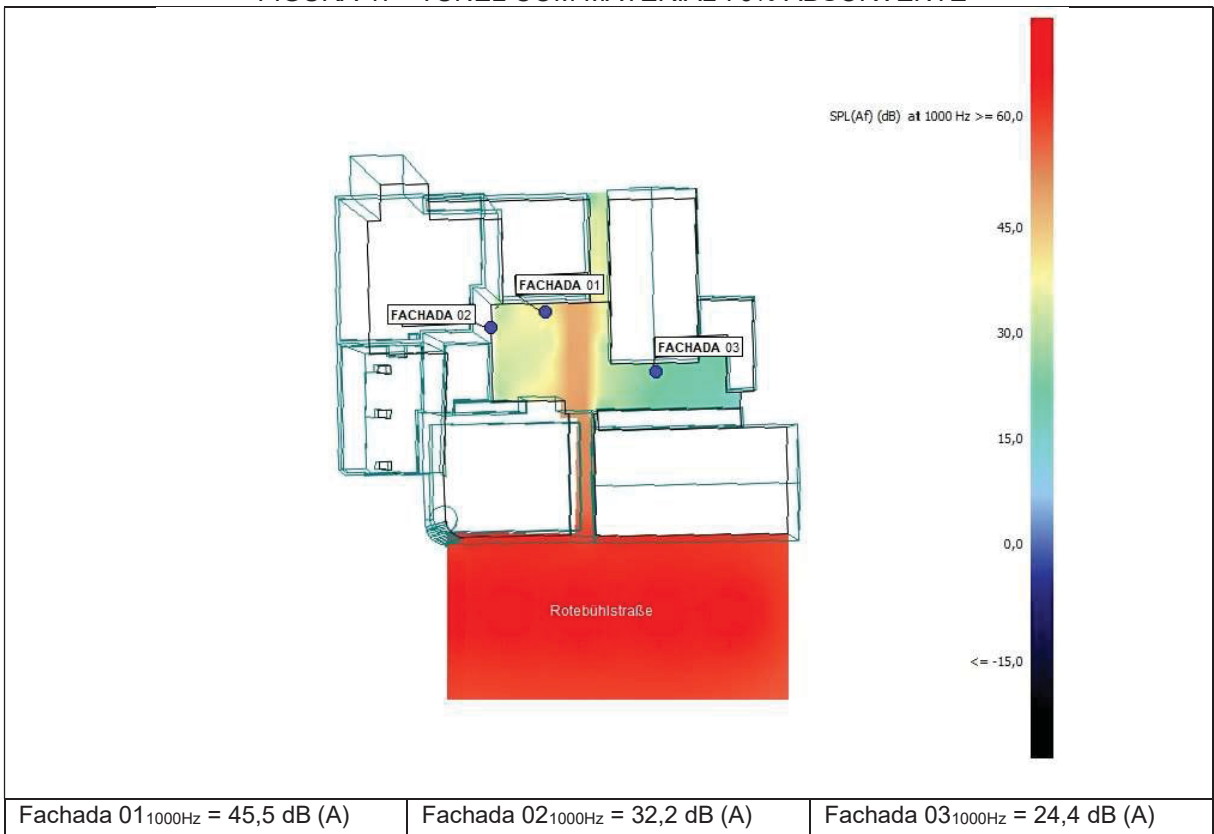 SPL(Af) (dB) at 1000 Hz >= 60,0
45,0
FACHADA 01
FACHADA 02
30,0
FACHADA 03
15,0
0,0
Rotebühlstraße
<= -15,0
Fachada 011000Hz = 45,5 dB (A)
Fachada 021000Hz = 32,2 dB (A)
Fachada 031000Hz = 24,4 dB (A)